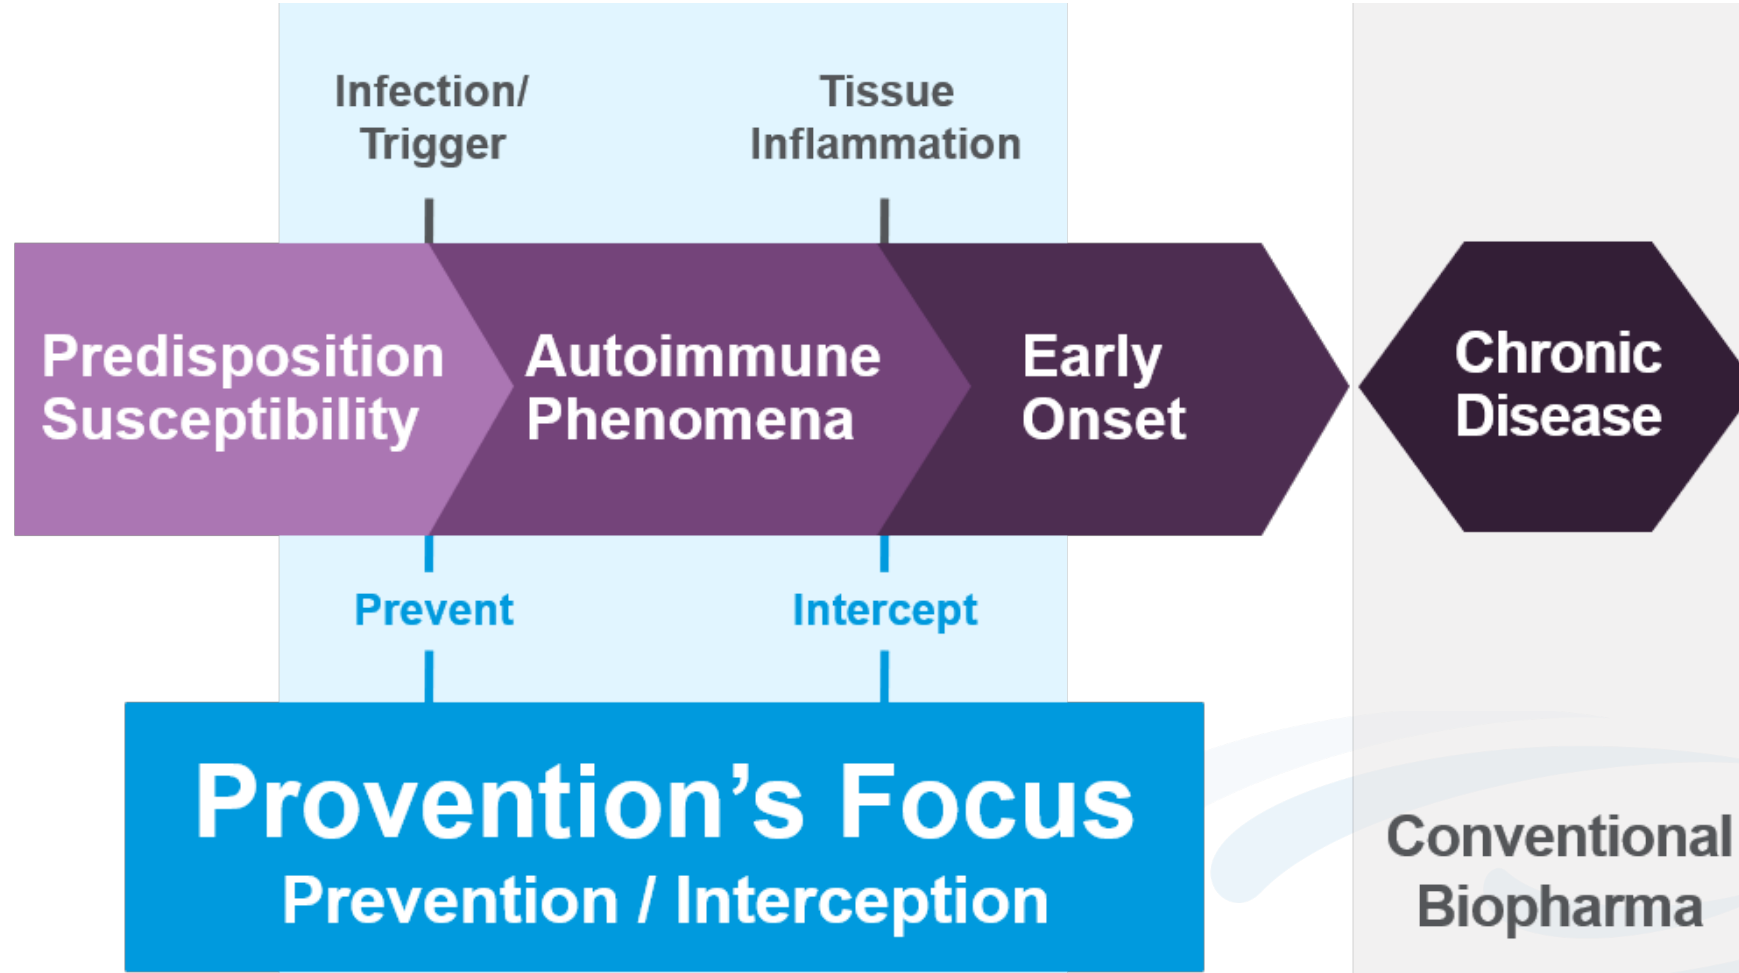 Infection/
Trigger
Tissue
Inflammation
Predisposition
Susceptibility
Autoimmune
Phenomena
Early
Onset
Chronic
Disease
Prevent
Intercept
Provention’s Focus
Prevention / Interception
Conventional
Biopharma